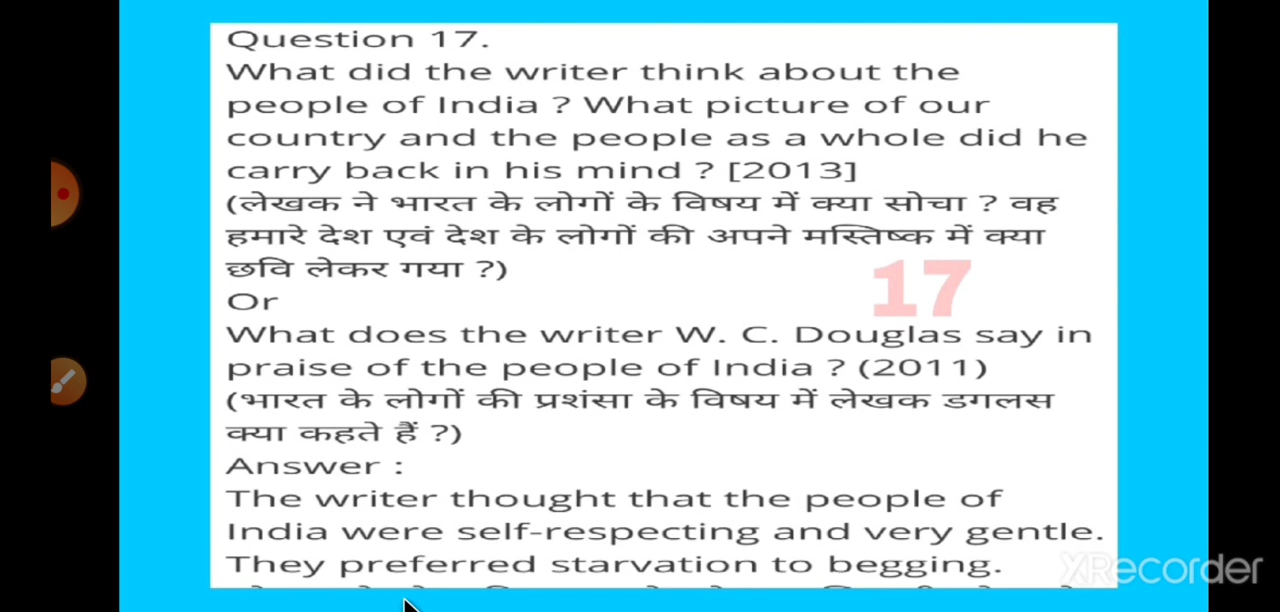 Question 17.
What did the writer think about the
people of India ? What picture of our
country and the people as a whole did he
carry back in his mind ? [2013]
(लेखक ने भारत के लोगों के विषय में क्या सोचा ? वह
हमारे देश एवं देश के लोगों की अपने मस्तिष्क में क्या
छवि लेकर गया ?)
17
Or
What does the writer W. C. Douglas say in
praise of the people of India ? (2011)
(भारत के लोगों की प्रशंसा के विषय में लेखक डगलस
क्या कहते हैं ?)
Answer :
The writer thought that the people of
India were self-respecting and very gentle.
They preferred starvation to begging.
XRecorder